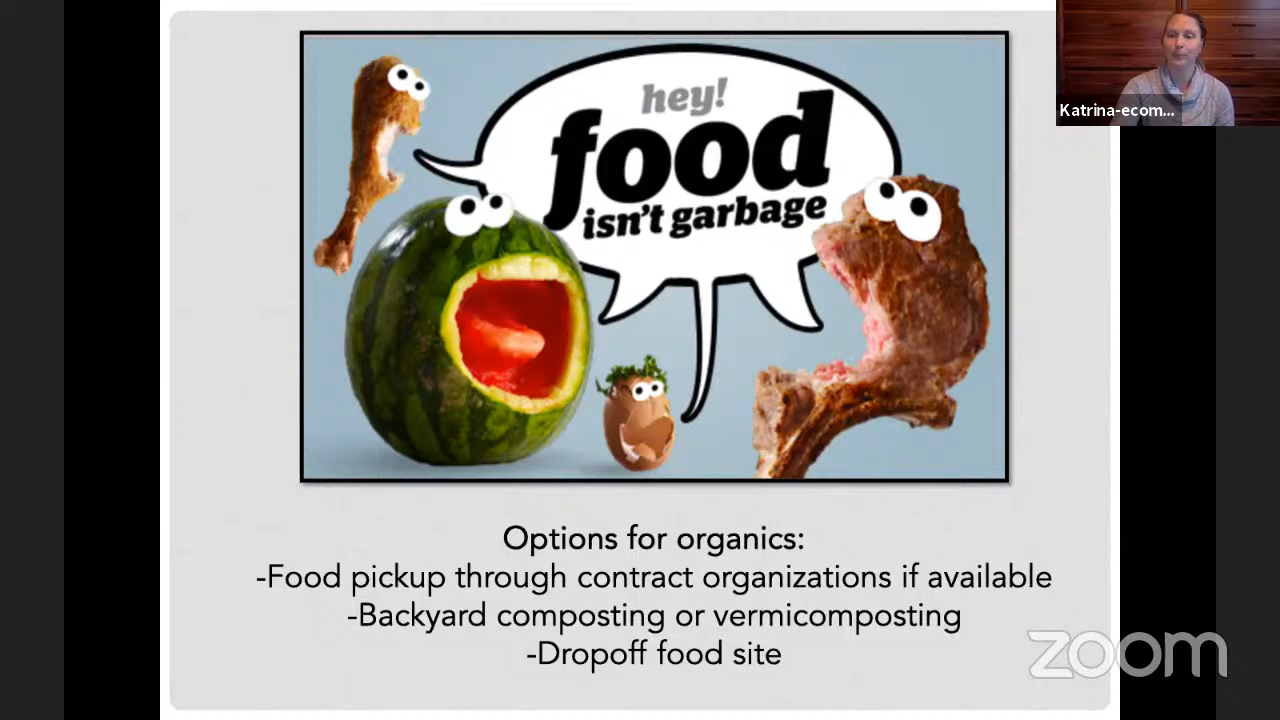 hey!
food
isn't garbage
Katrina-ecom...
Options for organics:
-Food pickup through contract organizations if available
-Backyard composting or vermicomposting
-Dropoff food site
zoom